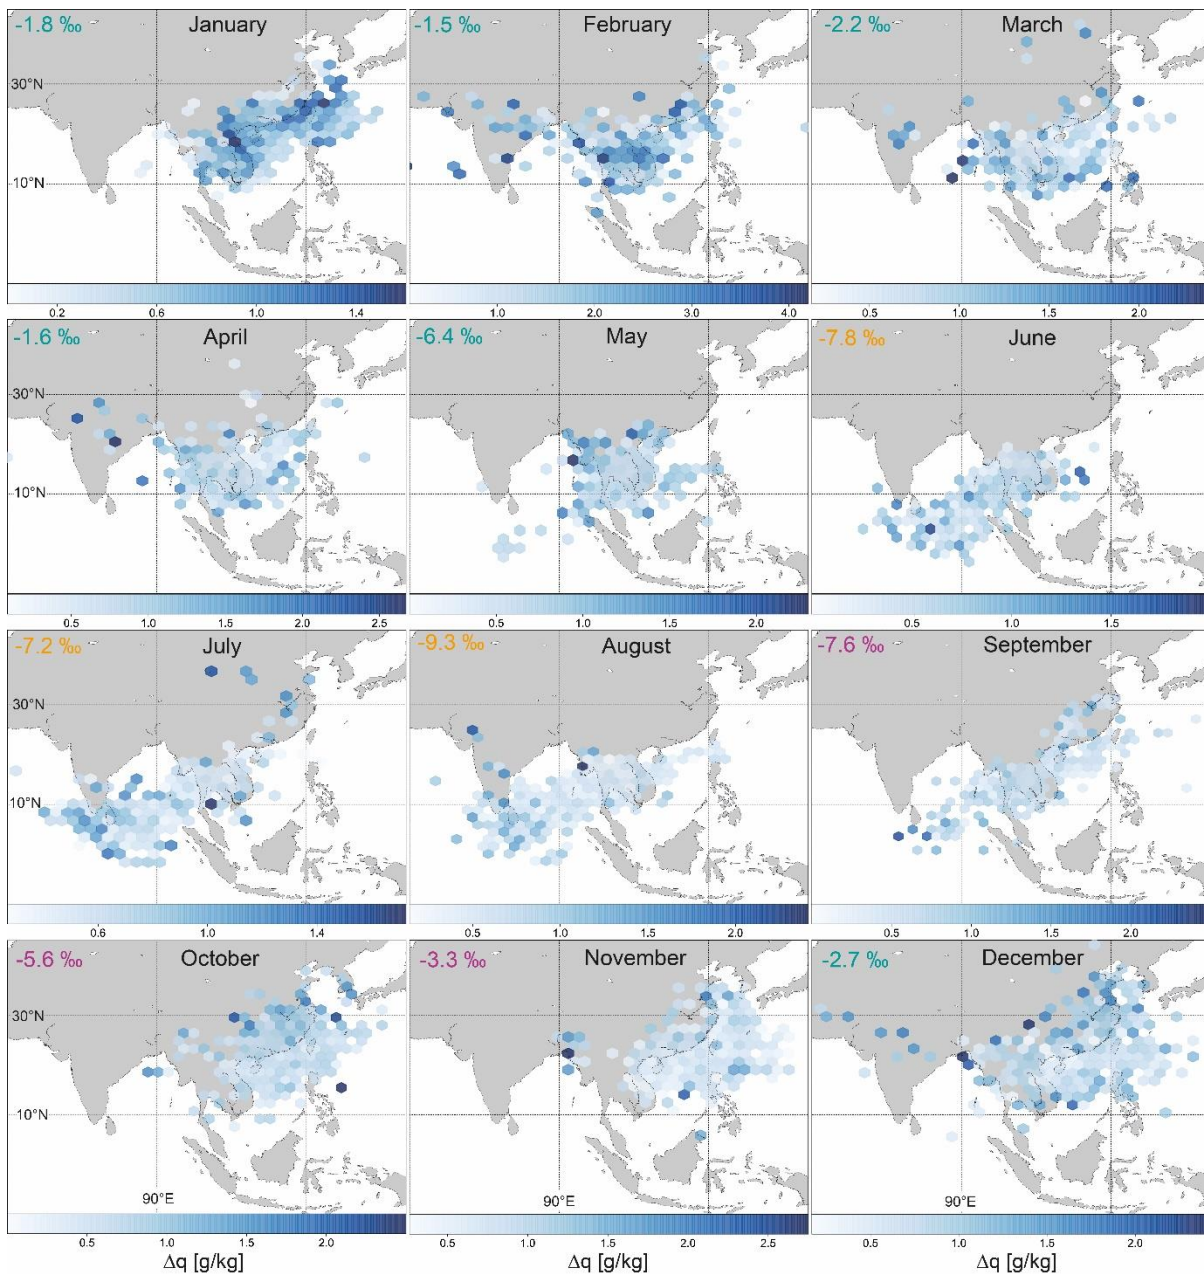 -1.8 ‰ January
-1.5 ‰ February
-2.2 ‰ March
30°N
10°N
0.2 0.6 1.0 1.4
1.0 2.0 3.0 4.0
0.5 1.0 1.5 2.0
-1.6 ‰ April
-6.4 ‰ May
-7.8 ‰ June
30°N
10°N
0.5 1.0 1.5 2.0 2.5
0.5 1.0 1.5 2.0
0.5 1.0 1.5
-7.2 ‰ July
-9.3 ‰ August
-7.6 ‰ September
30°N
10°N
0.6 1.0 1.4
0.5 1.0 1.5 2.0
0.5 1.0 1.5 2.0
-5.6 ‰ October
-3.3 ‰ November
-2.7 ‰ December
30°N
10°N
90°E
90°E
90°E
0.5 1.0 1.5 2.0
0.5 1.0 1.5 2.0 2.5
0.5 1.0 1.5 2.0
Δq [g/kg]
Δq [g/kg]
Δq [g/kg]